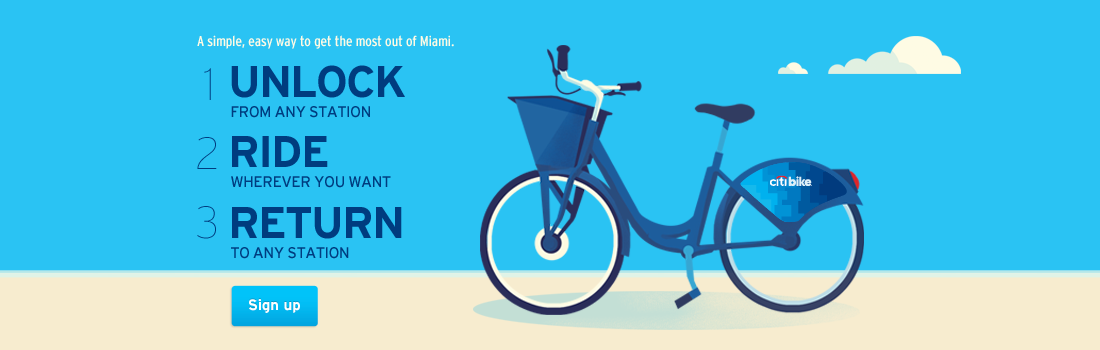 A simple, easy way to get the most out of Miami.
1 UNLOCK
FROM ANY STATION
2 RIDE
WHEREVER YOU WANT
3 RETURN
TO ANY STATION
Sign up
citibike